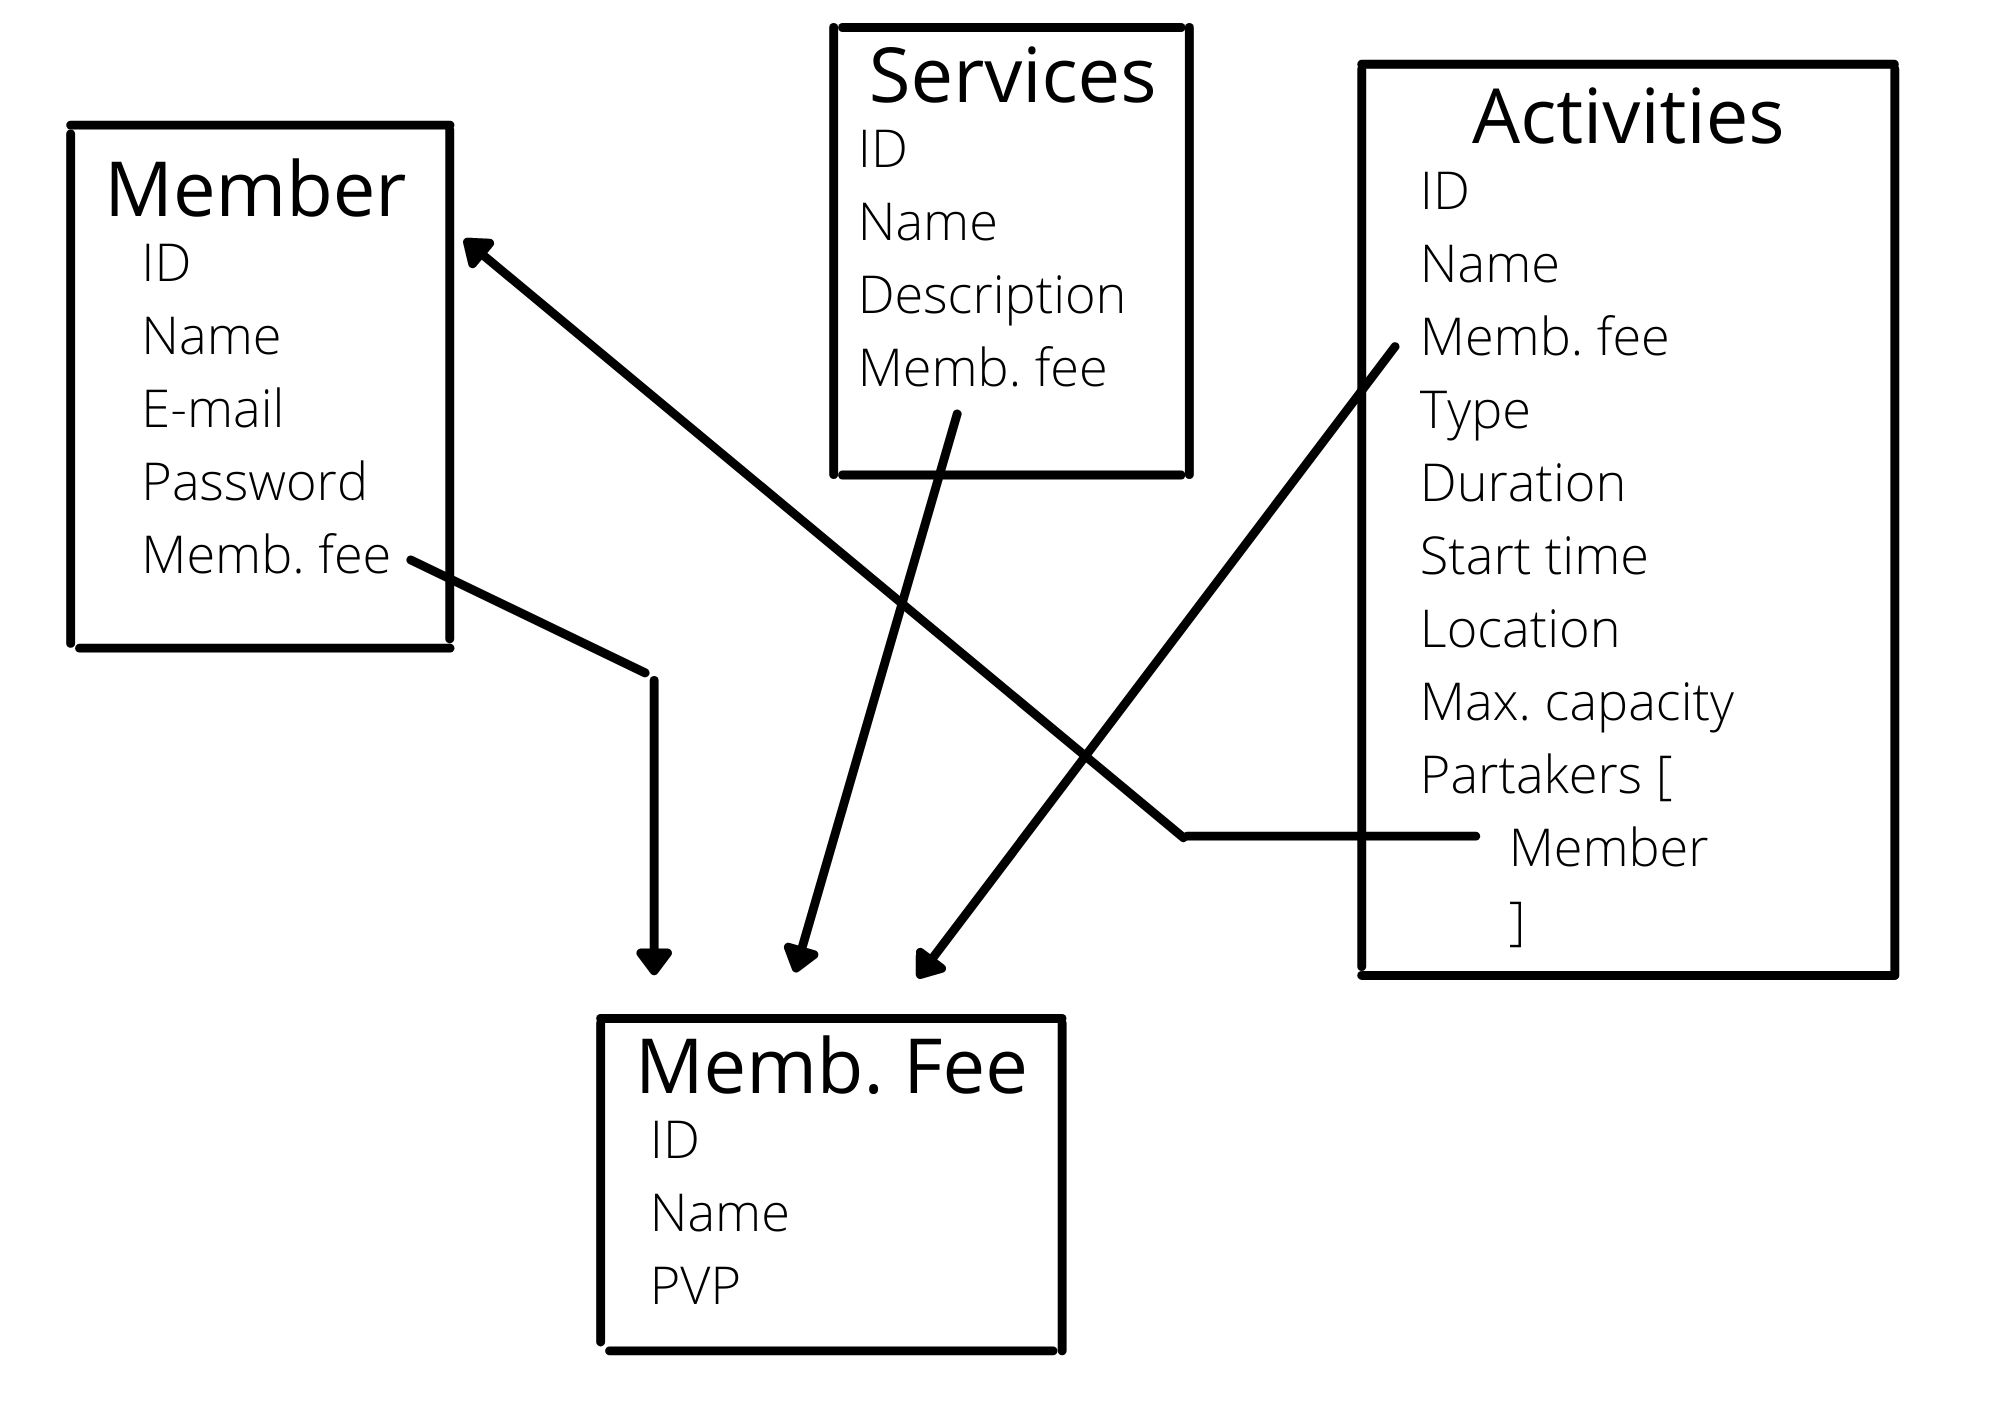 Member
ID
Name
E-mail
Password
Memb. fee
Services
ID
Name
Description
Memb. fee
Activities
ID
Name
Memb. fee
Type
Duration
Start time
Location
Max. capacity
Partakers [
Member
]
Memb. Fee
ID
Name
PVP